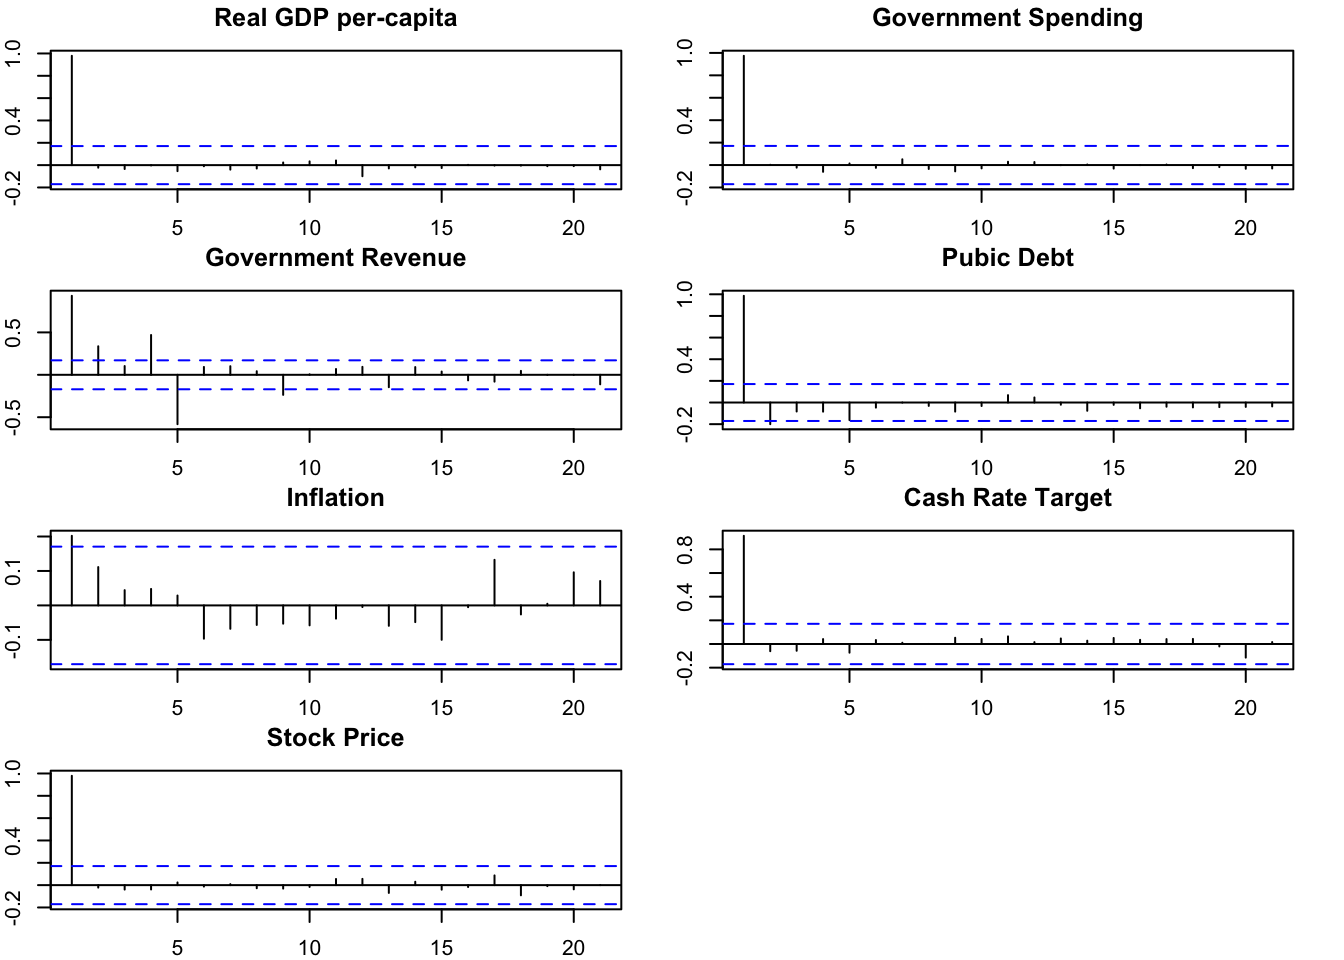 Real GDP per-capita
1.0
0.4
-0.2
5 10 15 20
Government Spending
1.0
0.4
-0.2
5 10 15 20
Government Revenue
0.5
-0.5
5 10 15 20
Pubic Debt
1.0
0.4
-0.2
5 10 15 20
Inflation
0.1
-0.1
5 10 15 20
Cash Rate Target
0.8
0.4
-0.2
5 10 15 20
Stock Price
1.0
0.4
-0.2
5 10 15 20